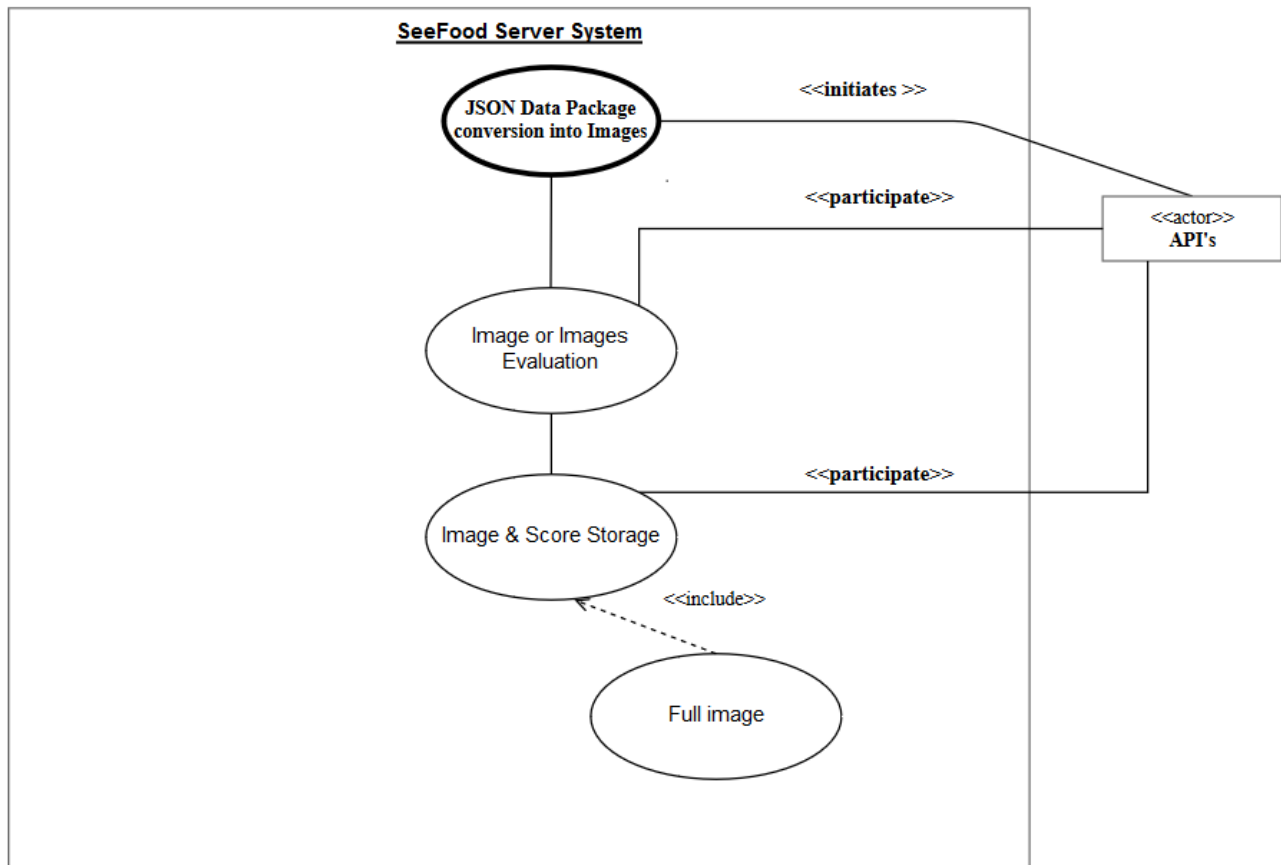 SeeFood Server System
JSON Data Package
conversion into Images
<<initiates >>
<<participate>>
<<actor>>
API's
Image or Images
Evaluation
<<participate>>
Image & Score Storage
<<include>>
Full image